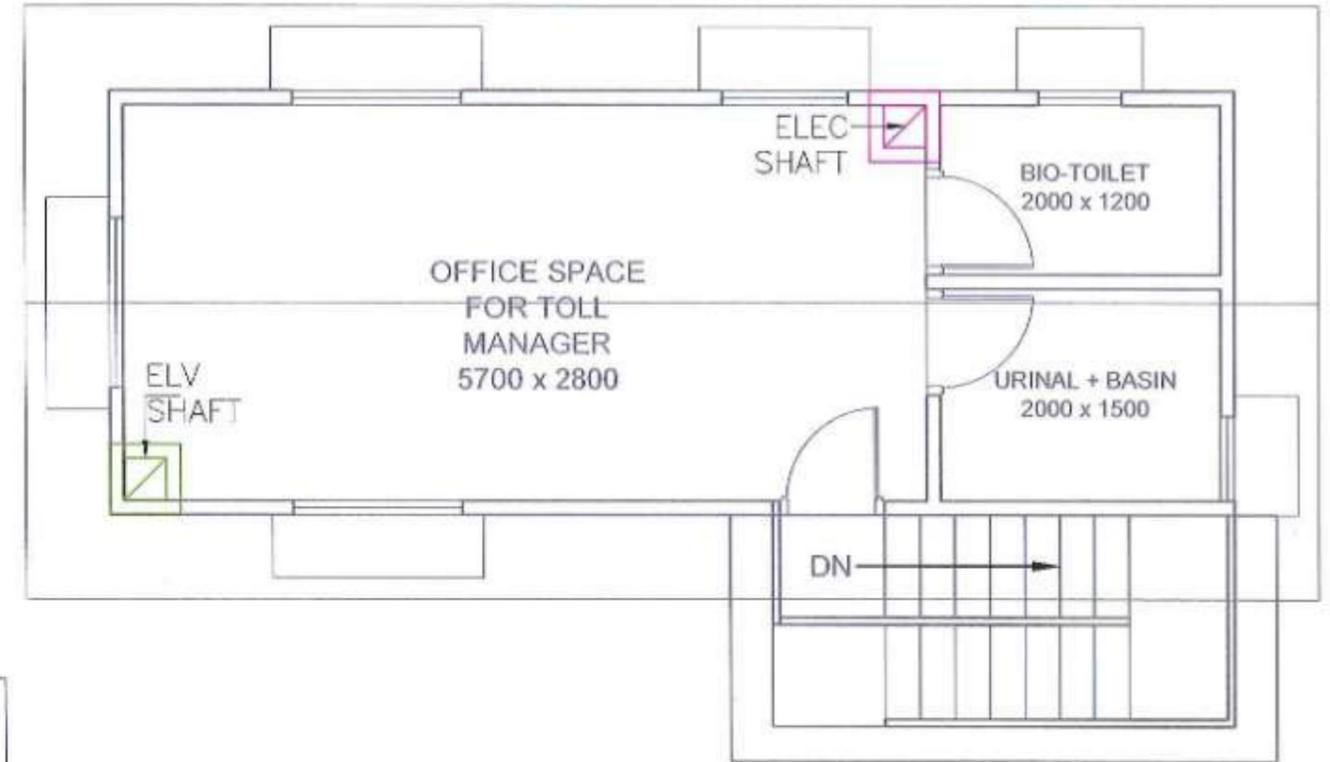 ELEC
SHAFT
BIO-TOILET
2000 x 1200
OFFICE SPACE
FOR TOLL
MANAGER
5700 x 2800
ELV
SHAFT
URINAL + BASIN
2000 x 1500
DN